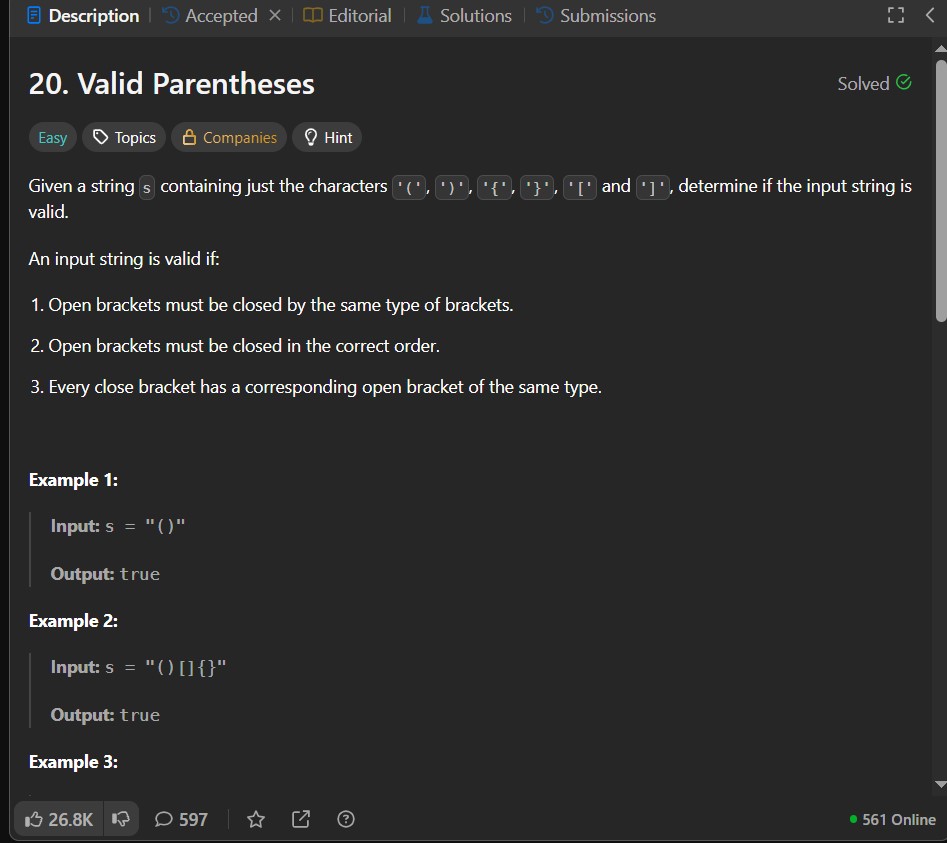 Description Accepted Editorial Solutions Submissions
20. Valid Parentheses
Solved
Easy Topics Companies Hint
Given a string s containing just the characters '(', ')', '{', '}', '[' and ']', determine if the input string is
valid.
An input string is valid if:
1. Open brackets must be closed by the same type of brackets.
2. Open brackets must be closed in the correct order.
3. Every close bracket has a corresponding open bracket of the same type.
Example 1:
Input: s = "()"
Output: true
Example 2:
Input: s = "()[]{}"
Output: true
Example 3:
26.8K 597 561 Online